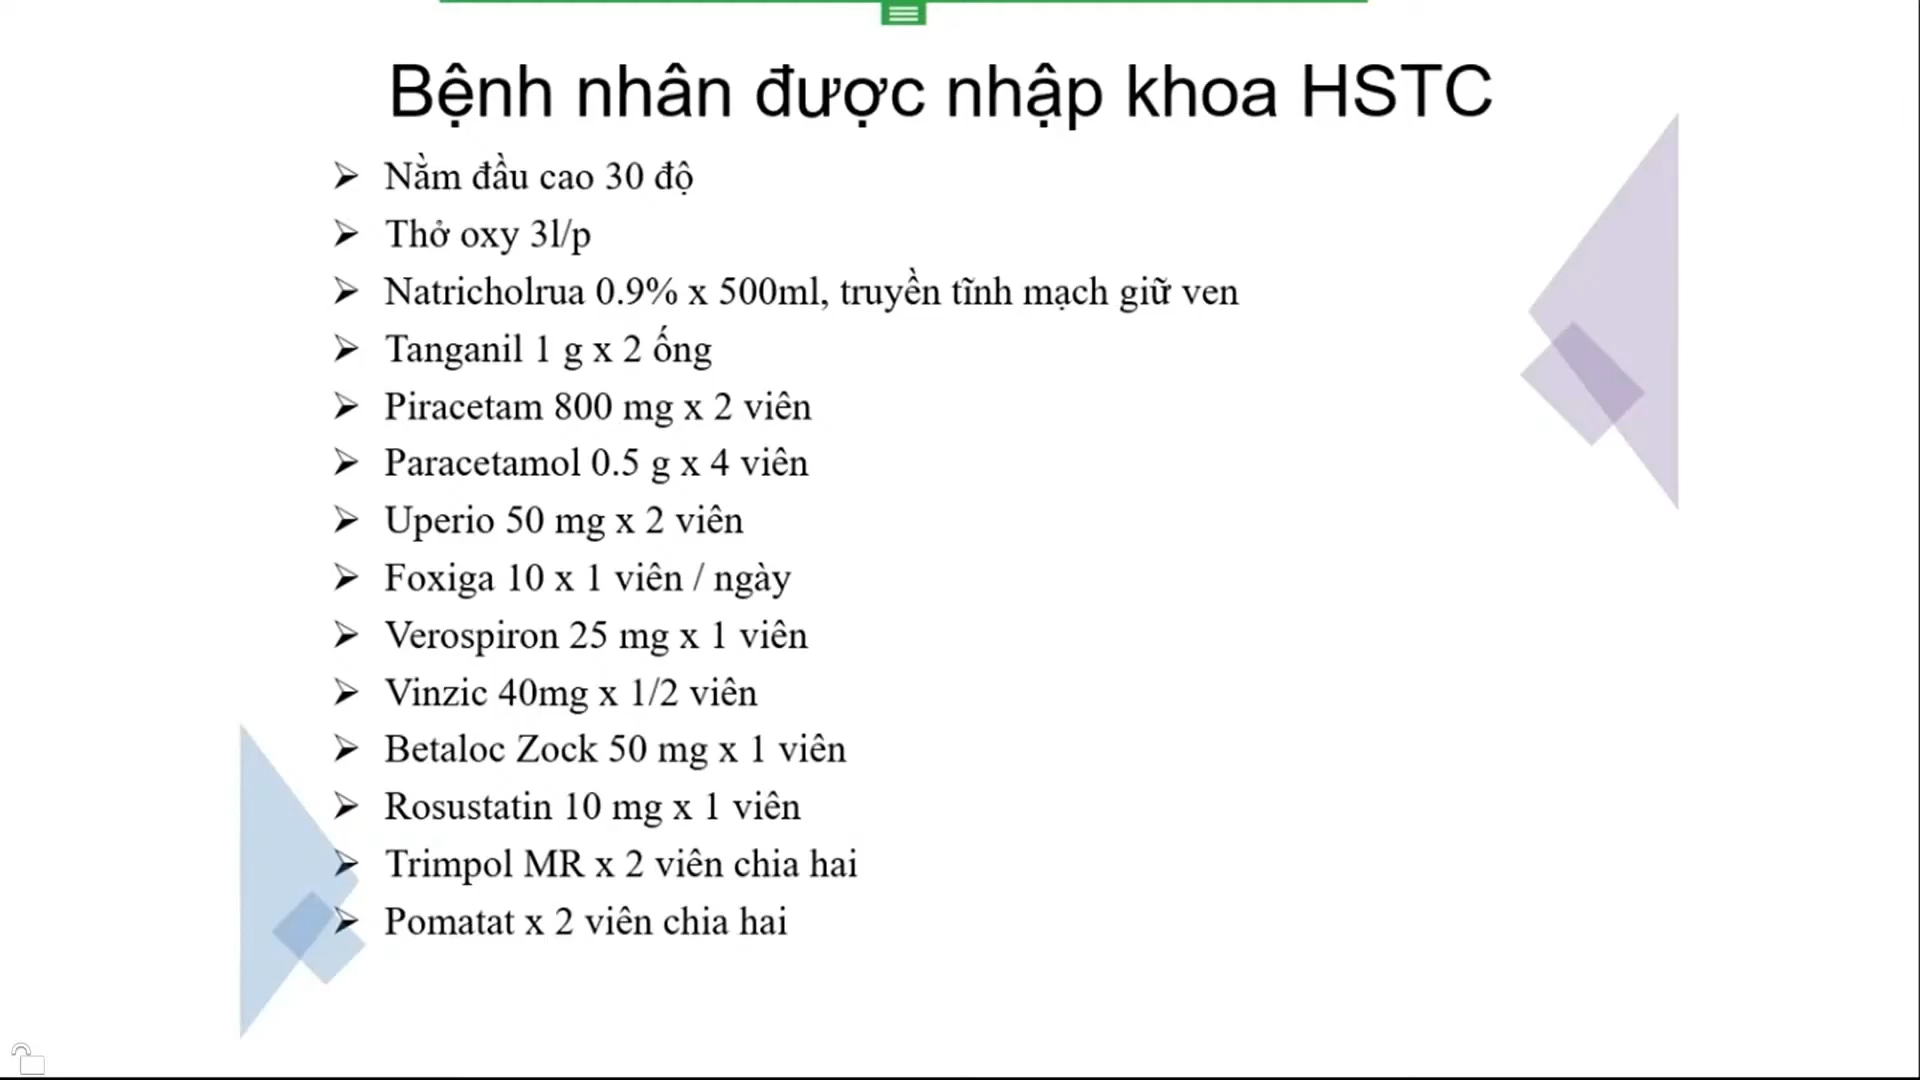 Bệnh nhân được nhập khoa HSTC
Nằm đầu cao 30 độ
Thở oxy 3l/p
Natricholrua 0.9% x 500ml, truyền tĩnh mạch giữ ven
Tanganil 1 g x 2 ống
Piracetam 800 mg x 2 viên
Paracetamol 0.5 g x 4 viên
Uperio 50 mg x 2 viên
Foxiga 10 x 1 viên / ngày
Verospiron 25 mg x 1 viên
Vinzic 40mg x 1/2 viên
Betaloc Zock 50 mg x 1 viên
Rosustatin 10 mg x 1 viên
Trimpol MR x 2 viên chia hai
Pomatat x 2 viên chia hai